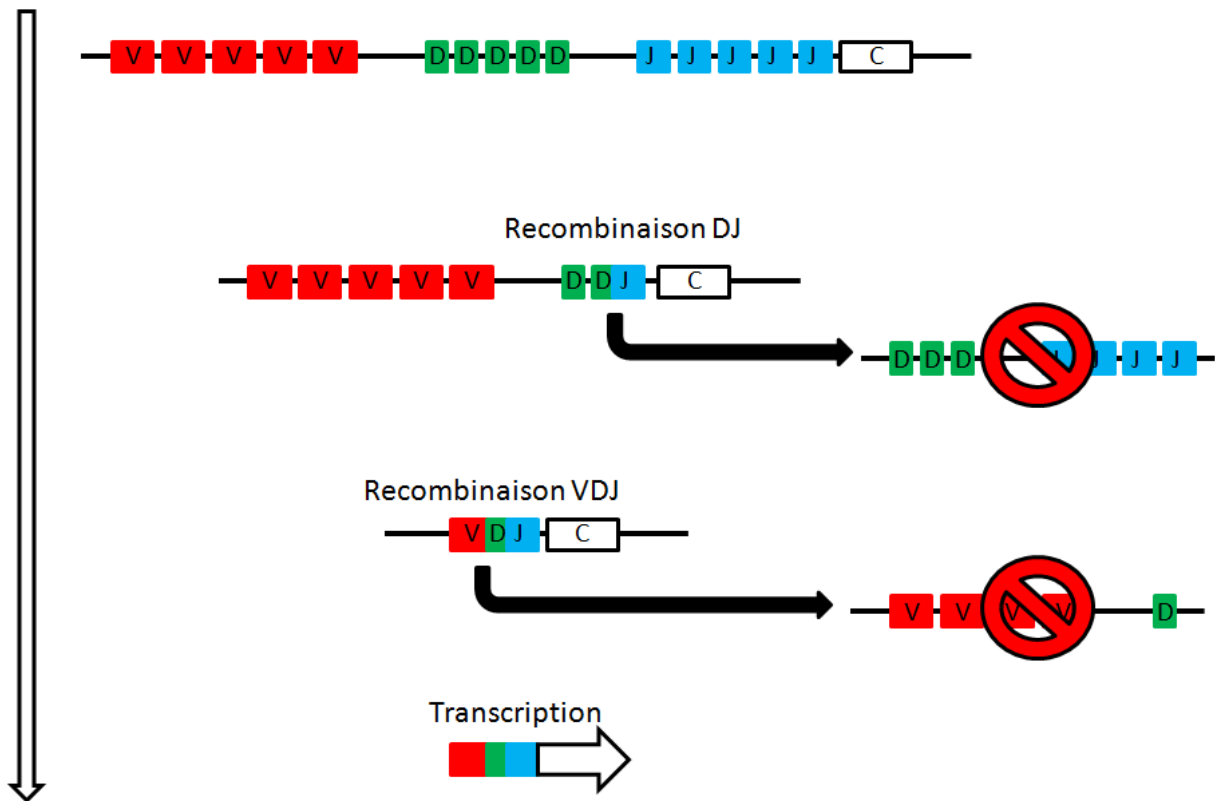 V V V V V D D D D D J J J J J C
Recombinaison DJ
V V V V V D D J C
D D D J J J J
Recombinaison VDJ
V D J C
V V V V D
Transcription